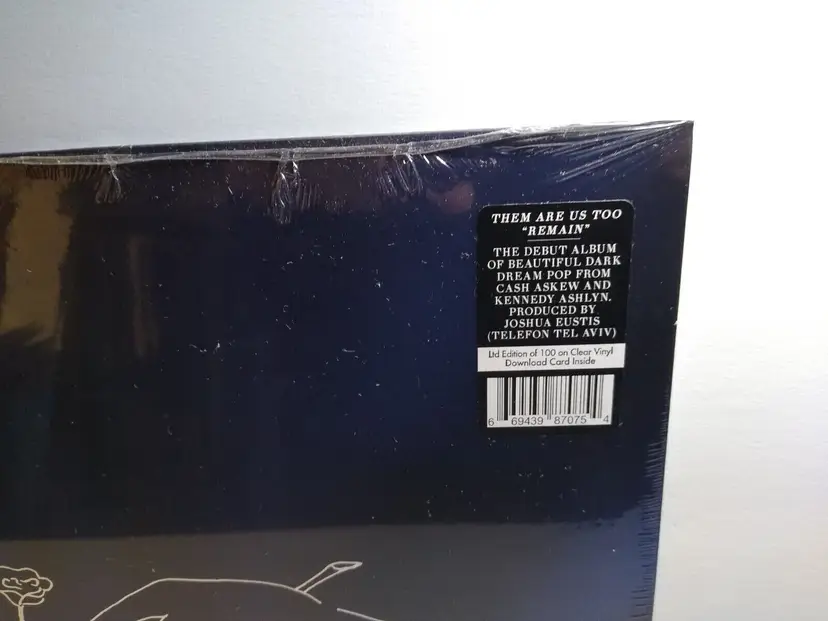 THEM ARE US TOO
"REMAIN"
THE DEBUT ALBUM
OF BEAUTIFUL DARK
DREAM POP FROM
CASH ASKEW AND
KENNEDY ASHLYN.
PRODUCED BY
JOSHUA EUSTIS
(TELEFON TEL AVIV)
Ltd Edition of 100 on Clear Vinyl
Download Card Inside
6 69439 87075 4